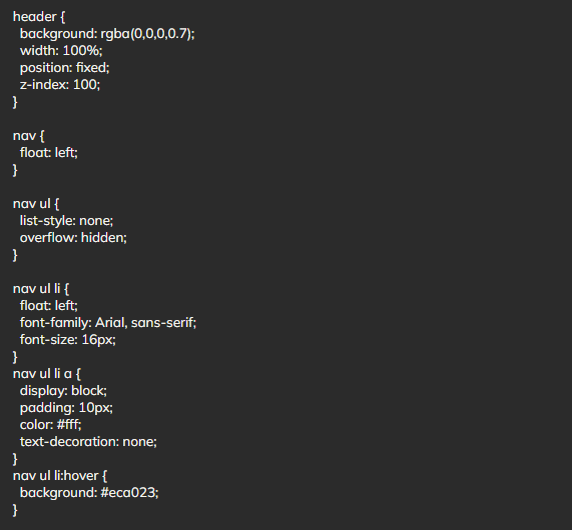 header {
  background: rgba(0,0,0,0.7);
  width: 100%;
  position: fixed;
  z-index: 100;
}

nav {
  float: left;
}

nav ul {
  list-style: none;
  overflow: hidden;
}

nav ul li {
  float: left;
  font-family: Arial, sans-serif;
  font-size: 16px;
}
nav ul li a {
  display: block;
  padding: 10px;
  color: #fff;
  text-decoration: none;
}
nav ul li:hover {
  background: #eca023;
}